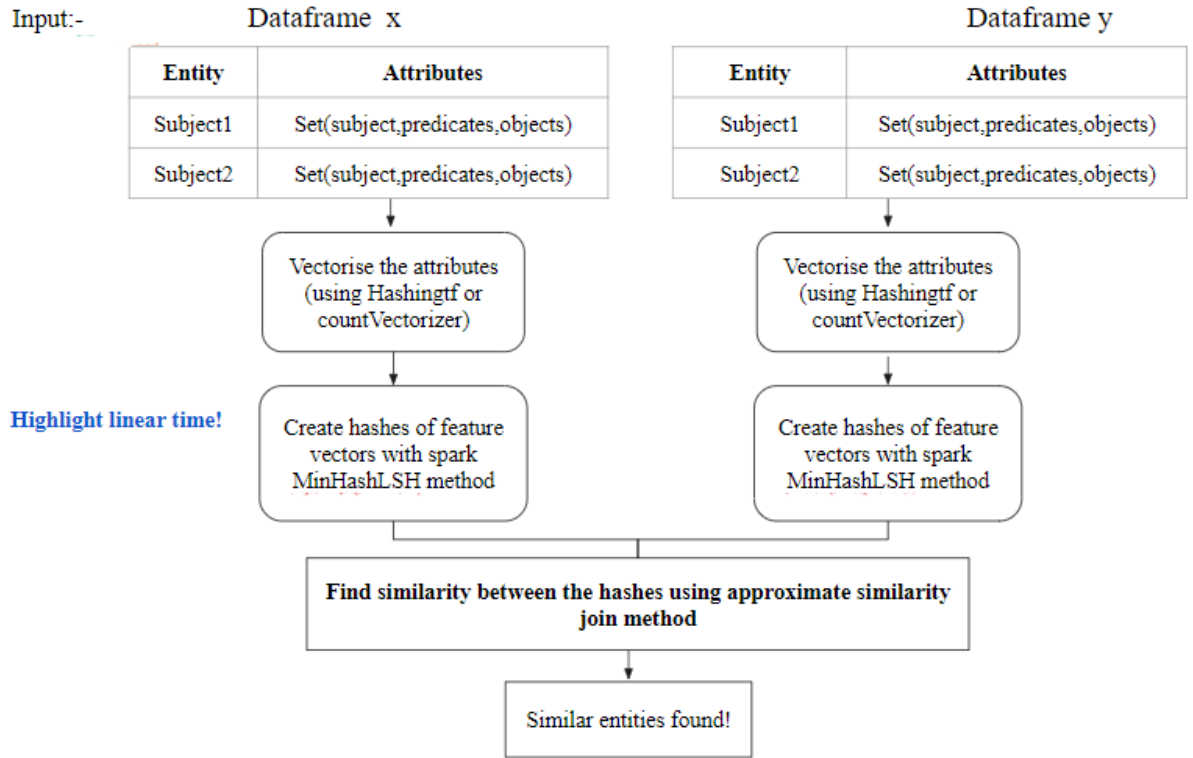 Input:-
Dataframe x
Dataframe y
Entity Attributes
Subject1 Set(subject,predicates,objects)
Subject2 Set(subject,predicates,objects)
Entity Attributes
Subject1 Set(subject,predicates,objects)
Subject2 Set(subject,predicates,objects)
Vectorise the attributes
(using Hashingtf or
countVectorizer)
Vectorise the attributes
(using Hashingtf or
countVectorizer)
Highlight linear time!
Create hashes of feature
vectors with spark
MinHashLSH method
Create hashes of feature
vectors with spark
MinHashLSH method
Find similarity between the hashes using approximate similarity
join method
Similar entities found!